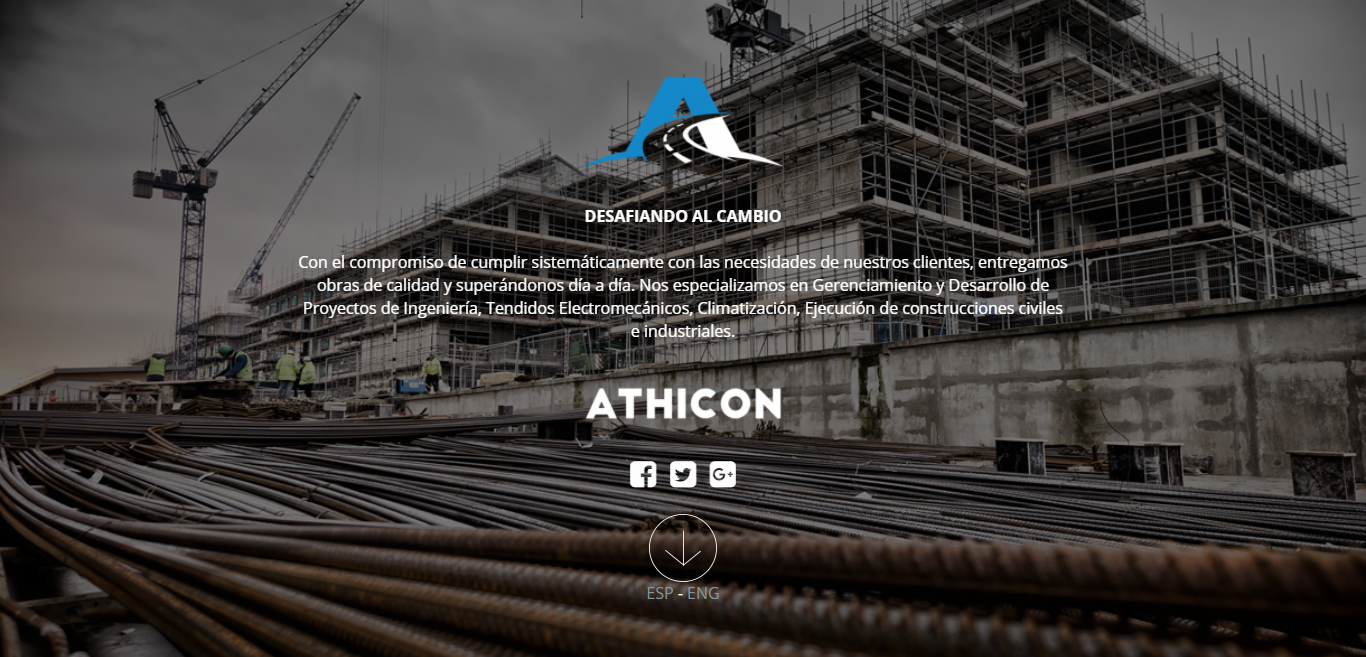 DESAFIANDO AL CAMBIO
Con el compromiso de cumplir sistemáticamente con las necesidades de nuestros clientes, entregamos
obras de calidad y superándonos día a día. Nos especializamos en Gerenciamiento y Desarrollo de
Proyectos de Ingeniería, Tendidos Electromecánicos, Climatización, Ejecución de construcciones civiles
e industriales.
ATHICON
ESP - ENG